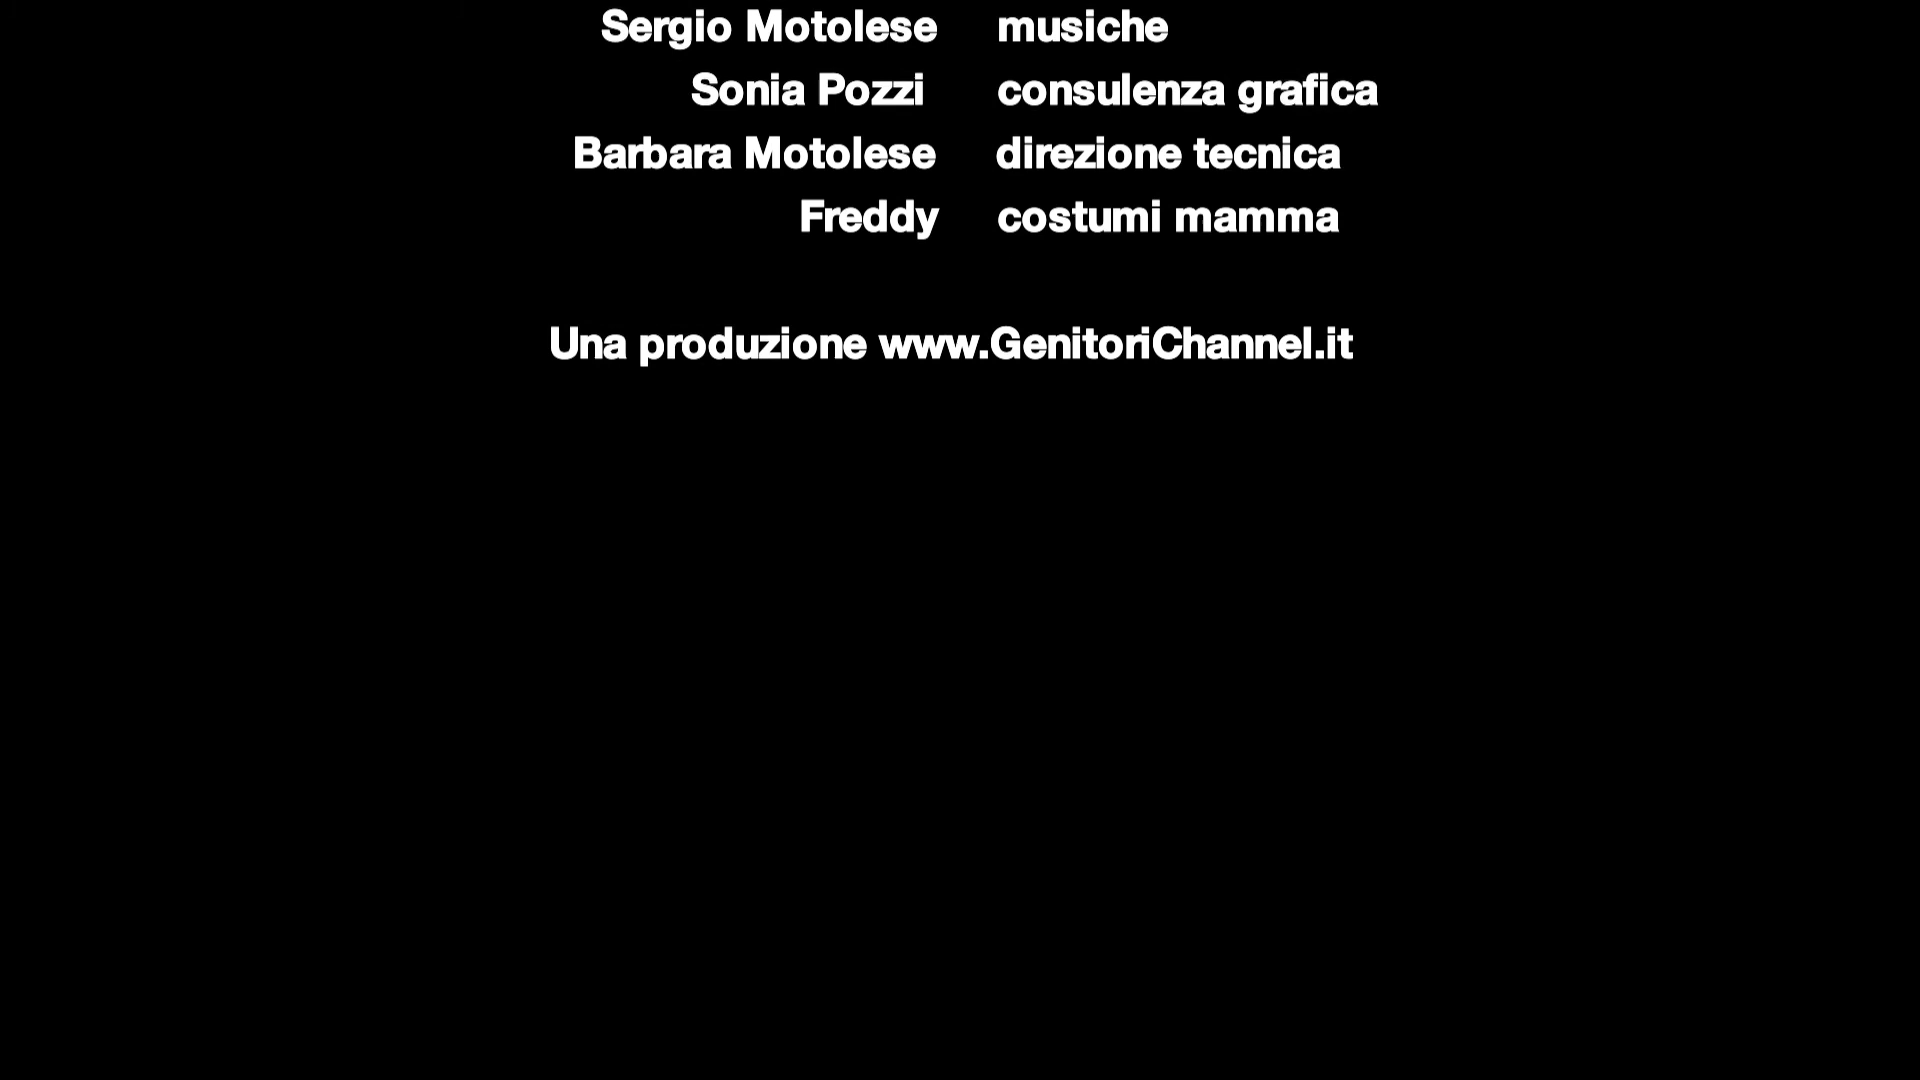 Sergio Motolese musiche
Sonia Pozzi consulenza grafica
Barbara Motolese direzione tecnica
Freddy costumi mamma
Una produzione www.GenitoriChannel.it